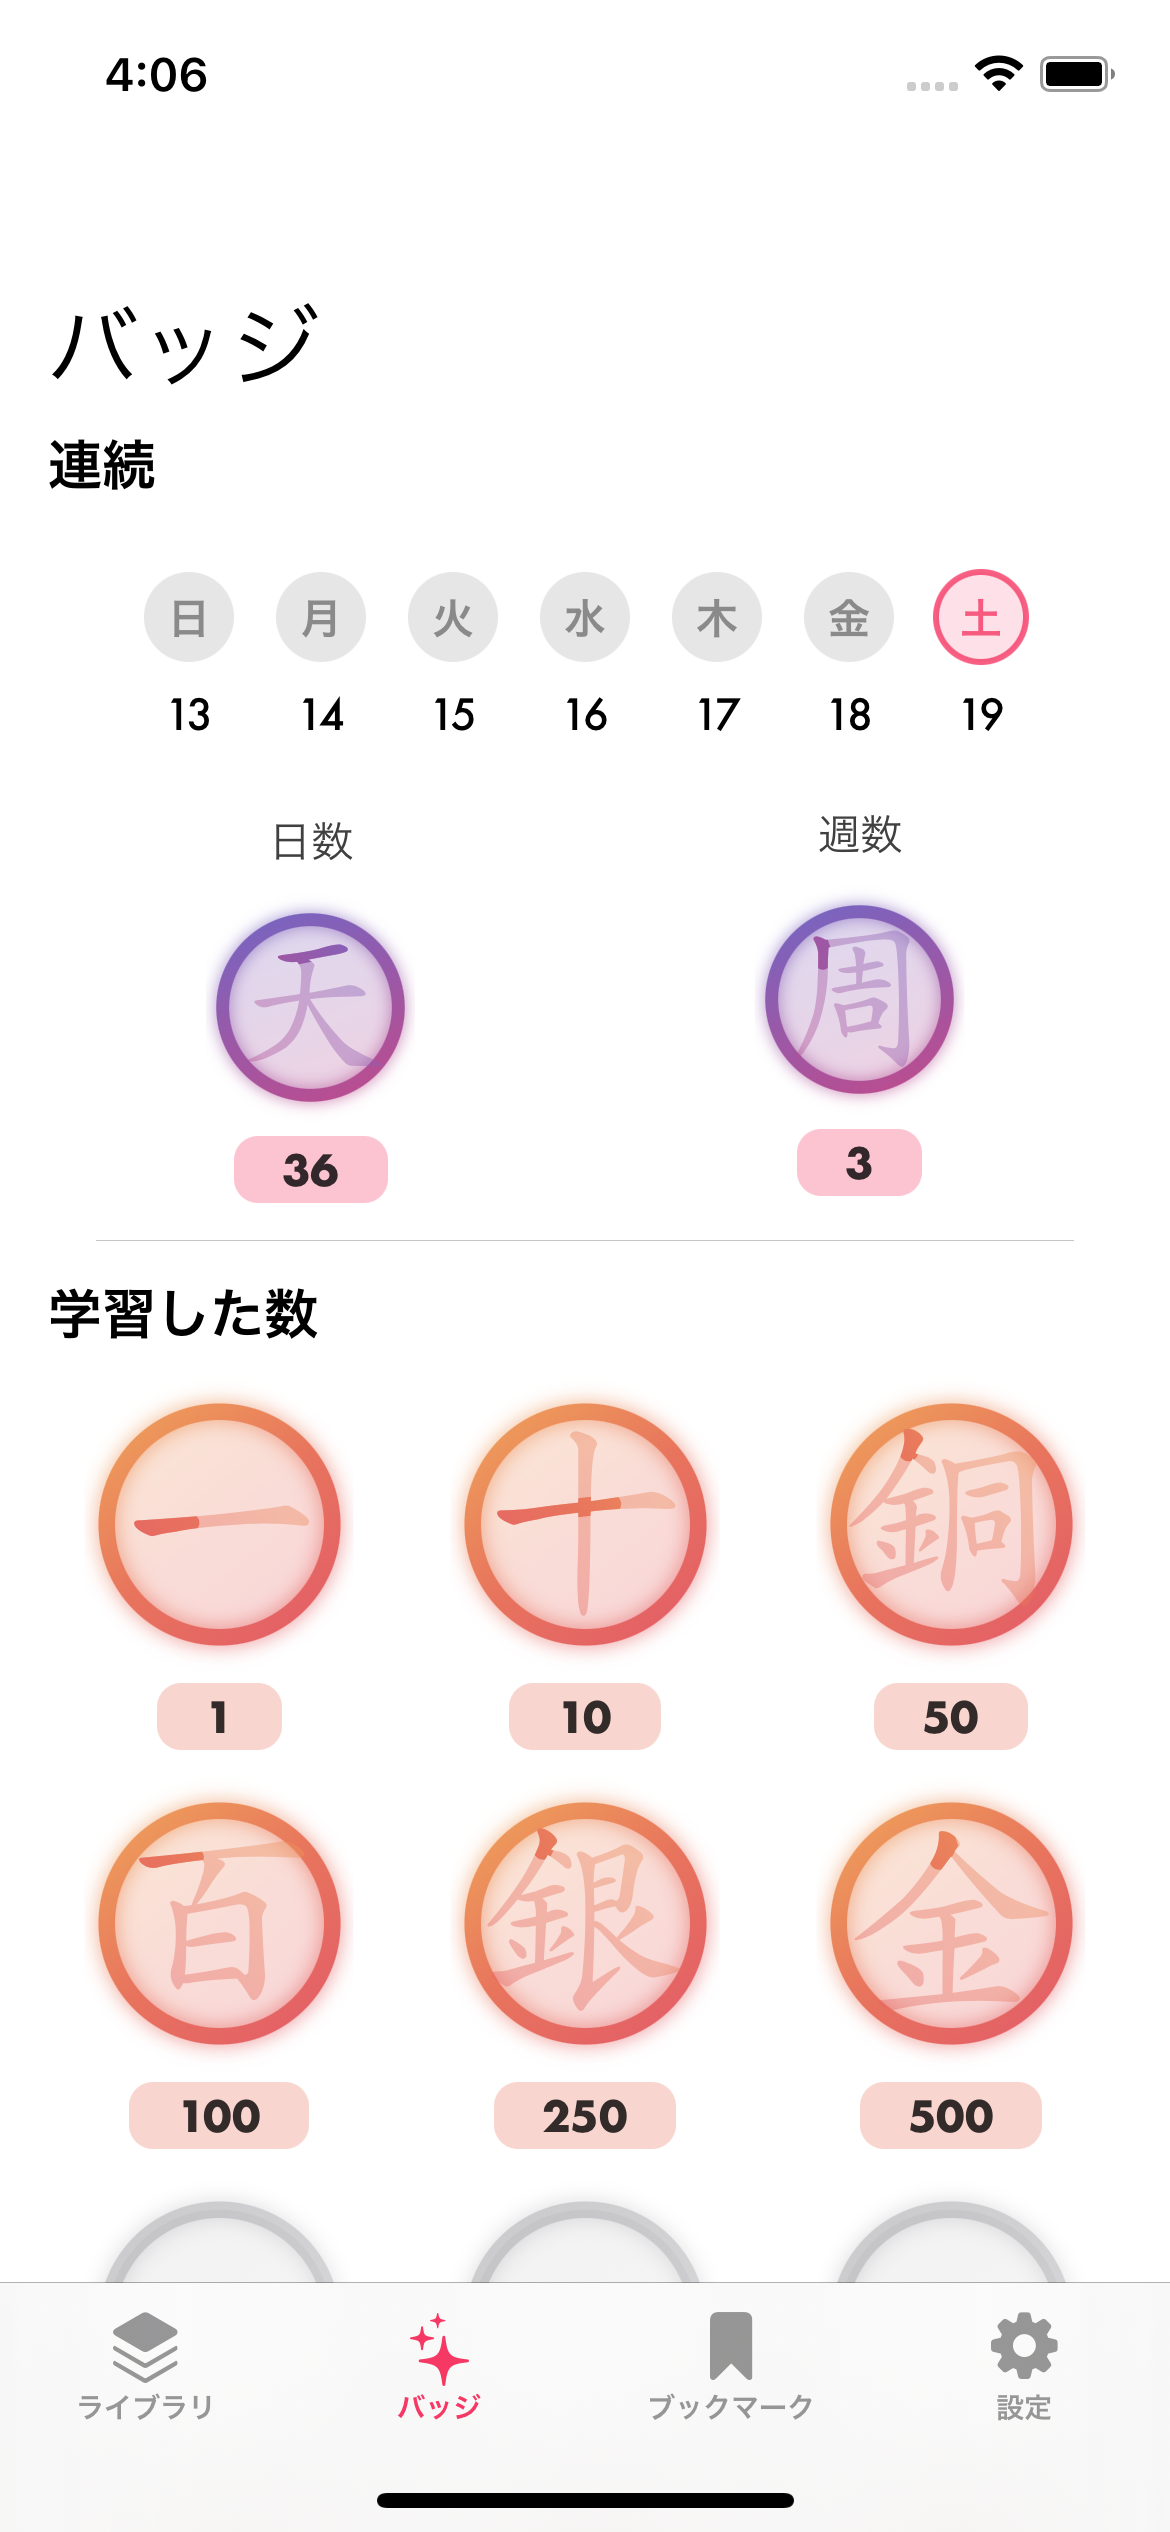 4:06
バッジ
連続
日 月 火 水 木 金 土
13 14 15 16 17 18 19
日数 週数
天 周
36 3
学習した数
一 十 銅
1 10 50
百 銀 金
100 250 500
ライブラリ バッジ ブックマーク 設定